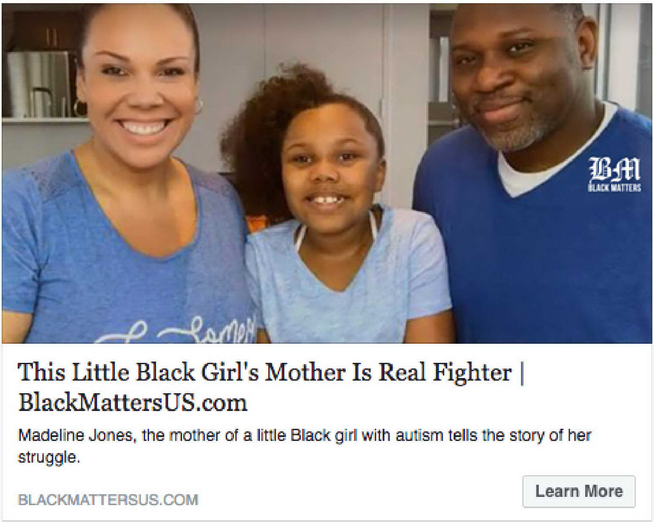 BM
BLACK MATTERS
This Little Black Girl's Mother Is Real Fighter |
BlackMattersUS.com
Madeline Jones, the mother of a little Black girl with autism tells the story of her
struggle.
BLACKMATTERSUS.COM
Learn More